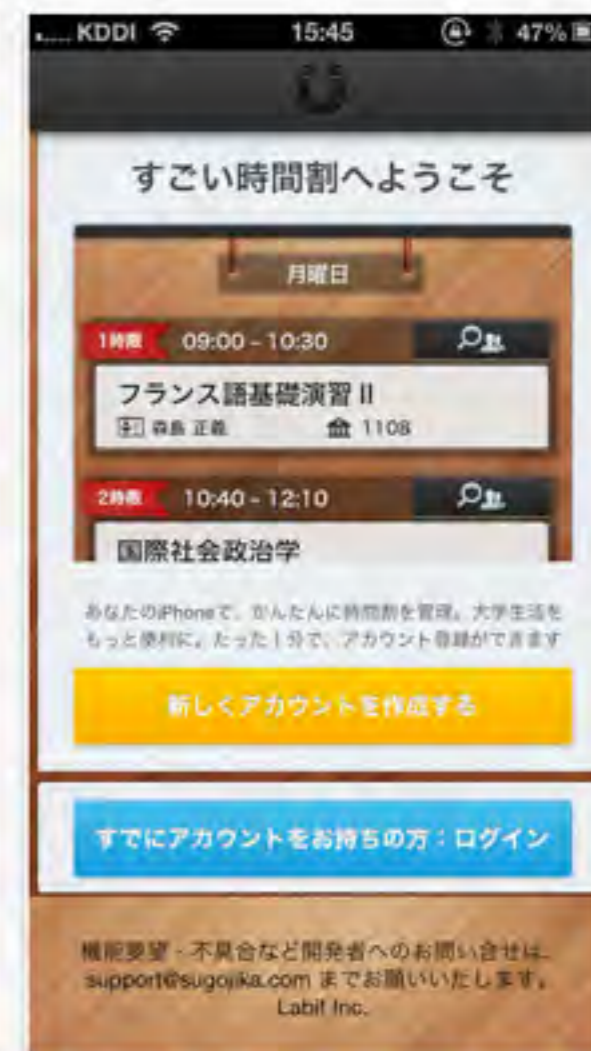 KDDI 15:45 47%
すごい時間割へようこそ
月曜日
1時限 09:00 - 10:30
フランス語基礎演習 II
森島 正義 1108
2時限 10:40 - 12:10
国際社会政治学
あなたのiPhoneで、かんたんに時間割を管理。大学生活を
もっと便利に。たった1分で、アカウント登録ができます
新しくアカウントを作成する
すでにアカウントをお持ちの方：ログイン
機能要望・不具合など開発者へのお問い合せは、
support@sugojika.com までお願いいたします。
Labit Inc.